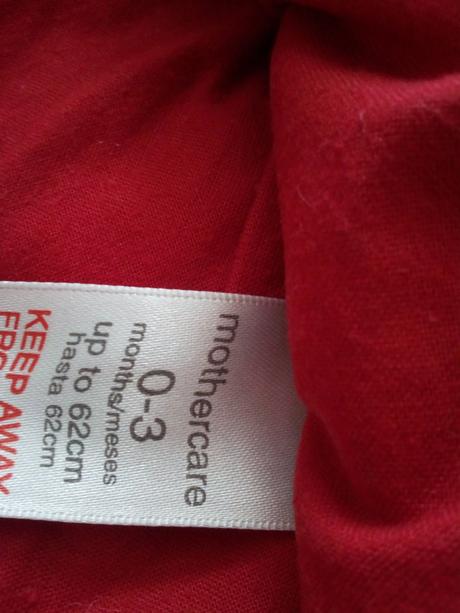 mothercare
0-3
months/meses
up to 62cm
hasta 62cm
KEEP AWAY